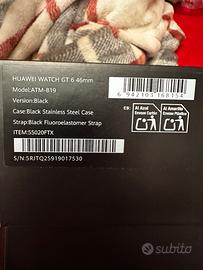 HUAWEI WATCH GT 6 46mm
Model:ATM-B19
Version:Black
Case:Black Stainless Steel Case
Strap:Black Fluoroelastomer Strap
ITEM:55020FTX
S/N:5RJTQ25919017530
ES:
Al Azul
Envase Cartón
Al Amarillo
Envase Plástico
6 942103 168154
subito